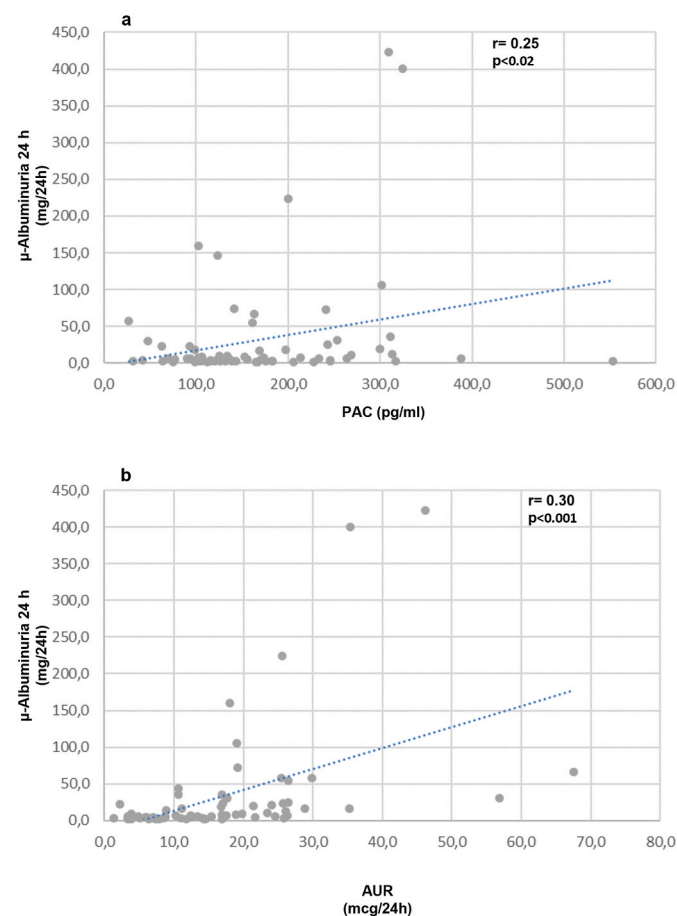 a
450,0
400,0
350,0
300,0
250,0
200,0
150,0
100,0
50,0
0,0
µ-Albuminuria 24 h
(mg/24h)
r= 0.25
p<0.02
0,0 100,0 200,0 300,0 400,0 500,0 600,0
PAC (pg/ml)
b
450,0
400,0
350,0
300,0
250,0
200,0
150,0
100,0
50,0
0,0
µ-Albuminuria 24 h
(mg/24h)
r= 0.30
p<0.001
0,0 10,0 20,0 30,0 40,0 50,0 60,0 70,0 80,0
AUR
(mcg/24h)